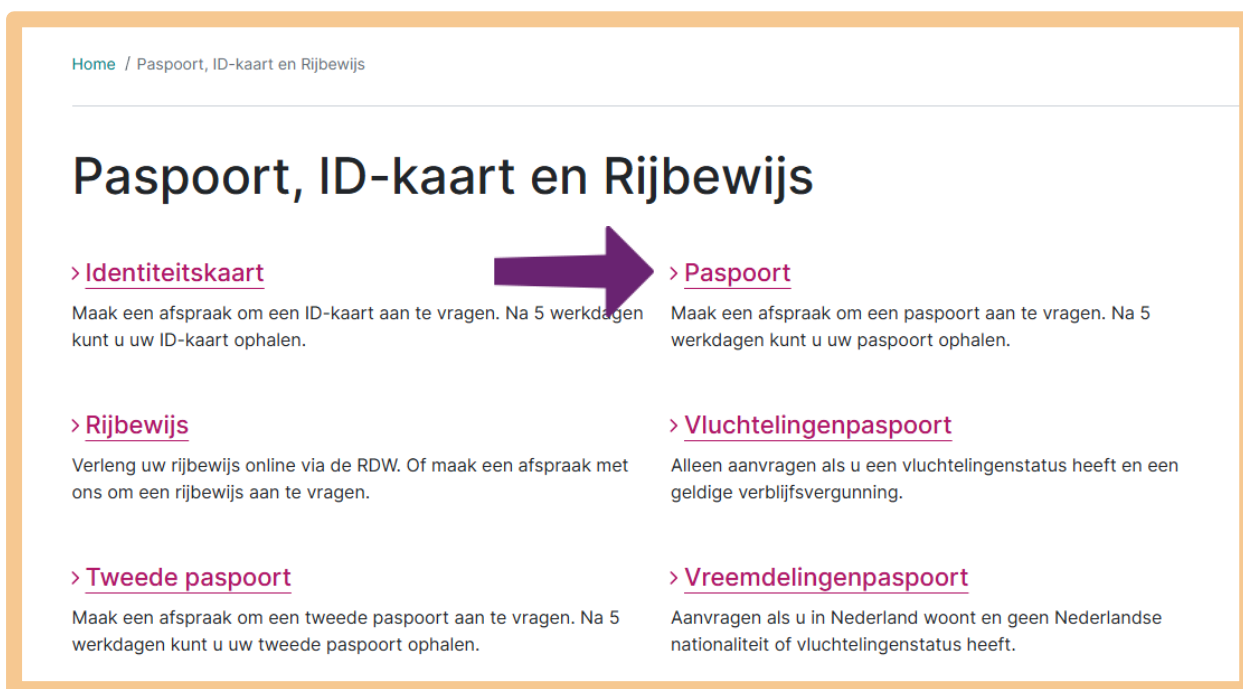 Home / Paspoort, ID-kaart en Rijbewijs
Paspoort, ID-kaart en Rijbewijs
> Identiteitskaart
Maak een afspraak om een ID-kaart aan te vragen. Na 5 werkdagen
kunt u uw ID-kaart ophalen.
> Paspoort
Maak een afspraak om een paspoort aan te vragen. Na 5
werkdagen kunt u uw paspoort ophalen.
> Rijbewijs
Verleng uw rijbewijs online via de RDW. Of maak een afspraak met
ons om een rijbewijs aan te vragen.
> Vluchtelingenpaspoort
Alleen aanvragen als u een vluchtelingenstatus heeft en een
geldige verblijfsvergunning.
> Tweede paspoort
Maak een afspraak om een tweede paspoort aan te vragen. Na 5
werkdagen kunt u uw tweede paspoort ophalen.
> Vreemdelingenpaspoort
Aanvragen als u in Nederland woont en geen Nederlandse
nationaliteit of vluchtelingenstatus heeft.